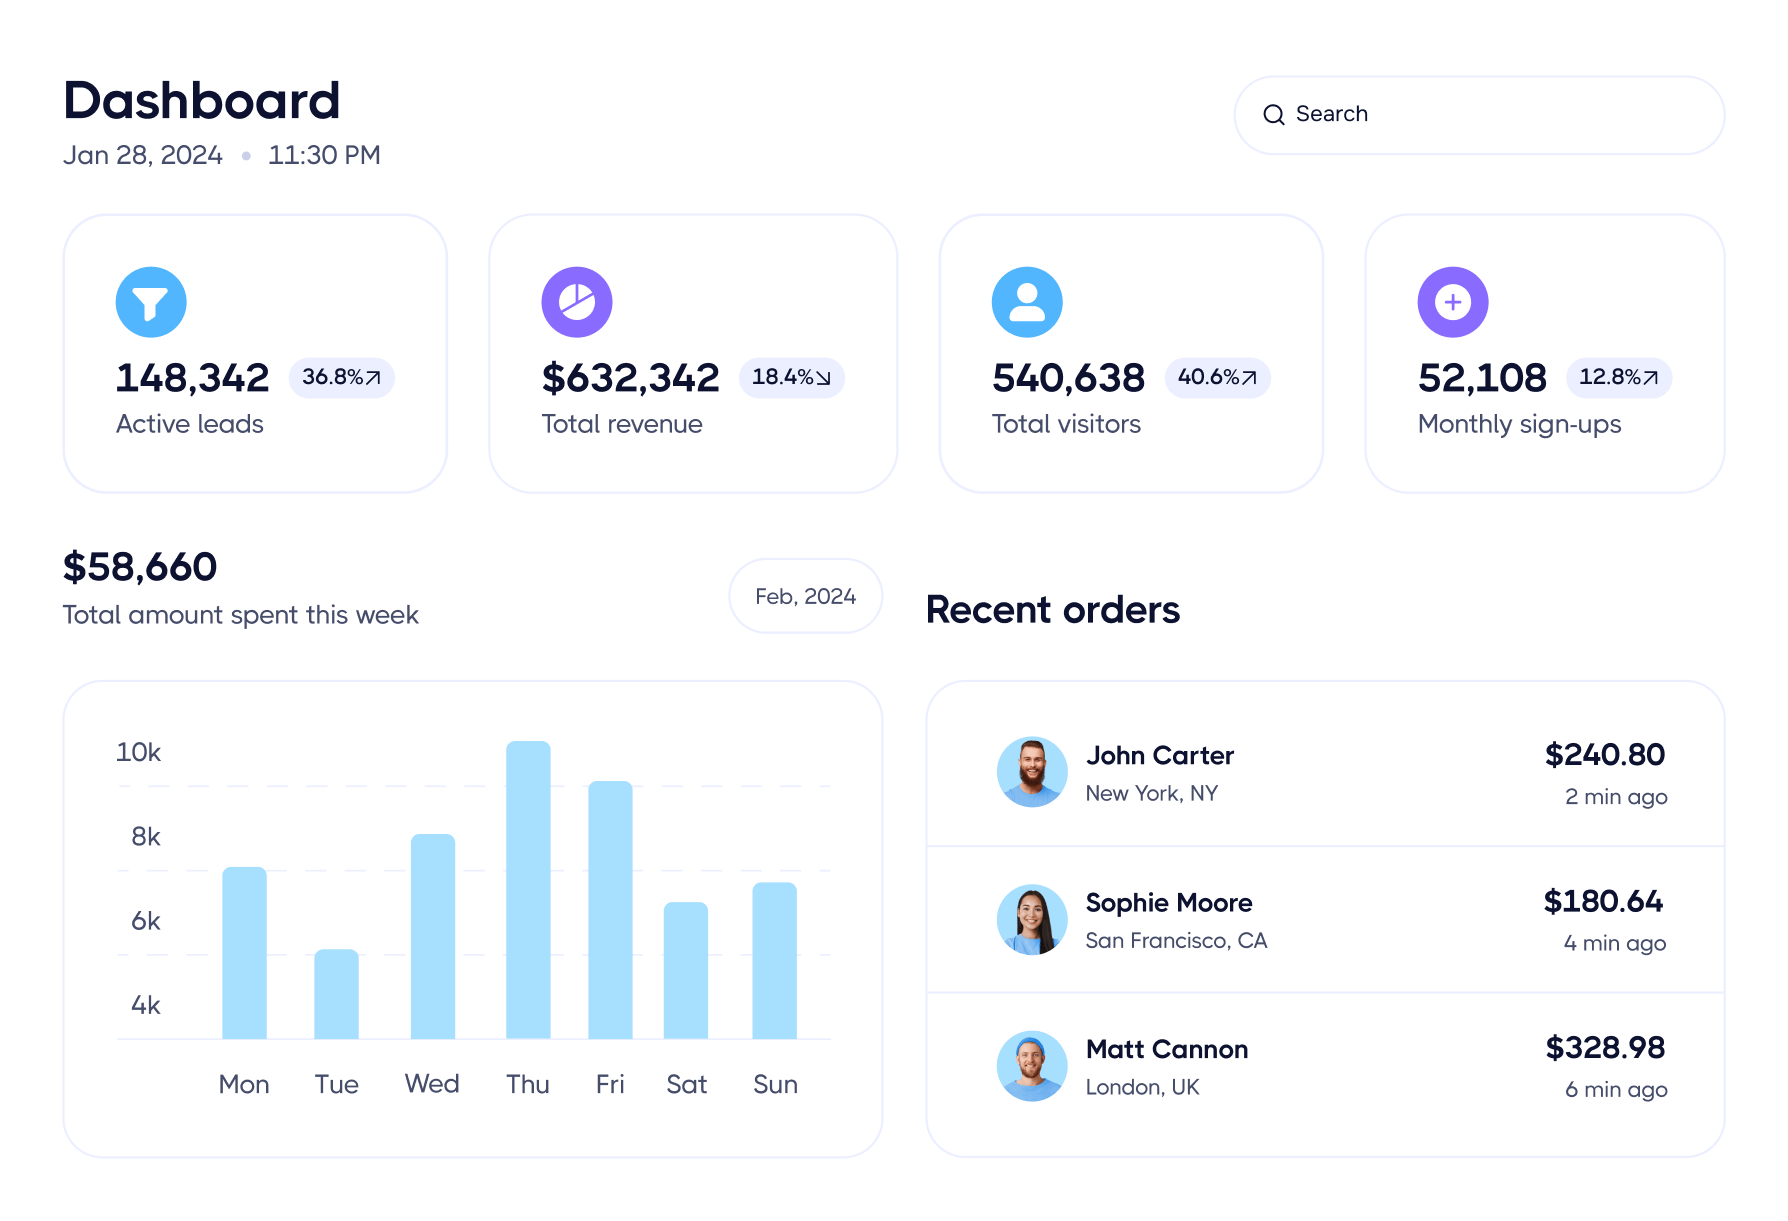 Dashboard
Jan 28, 2024 • 11:30 PM
Search
148,342 36.8%↗
Active leads
$632,342 18.4%↘
Total revenue
540,638 40.6%↗
Total visitors
52,108 12.8%↗
Monthly sign-ups
$58,660
Total amount spent this week
Feb, 2024
10k
8k
6k
4k
Mon Tue Wed Thu Fri Sat Sun
Recent orders
John Carter $240.80
New York, NY 2 min ago
Sophie Moore $180.64
San Francisco, CA 4 min ago
Matt Cannon $328.98
London, UK 6 min ago